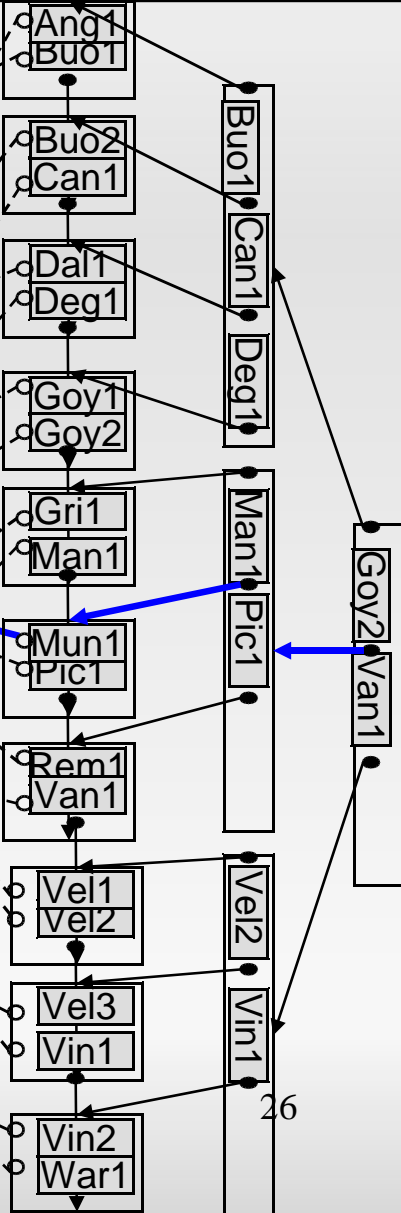 Ang1
Buo1
Buo2
Can1
Dal1
Deg1
Goy1
Goy2
Gri1
Man1
Mun1
Pic1
Rem1
Van1
Vel1
Vel2
Vel3
Vin1
Vin2
War1
Buo1
Can1
Deg1
Man1
Pic1
Vel2
Vin1
Goy2
Van1
26